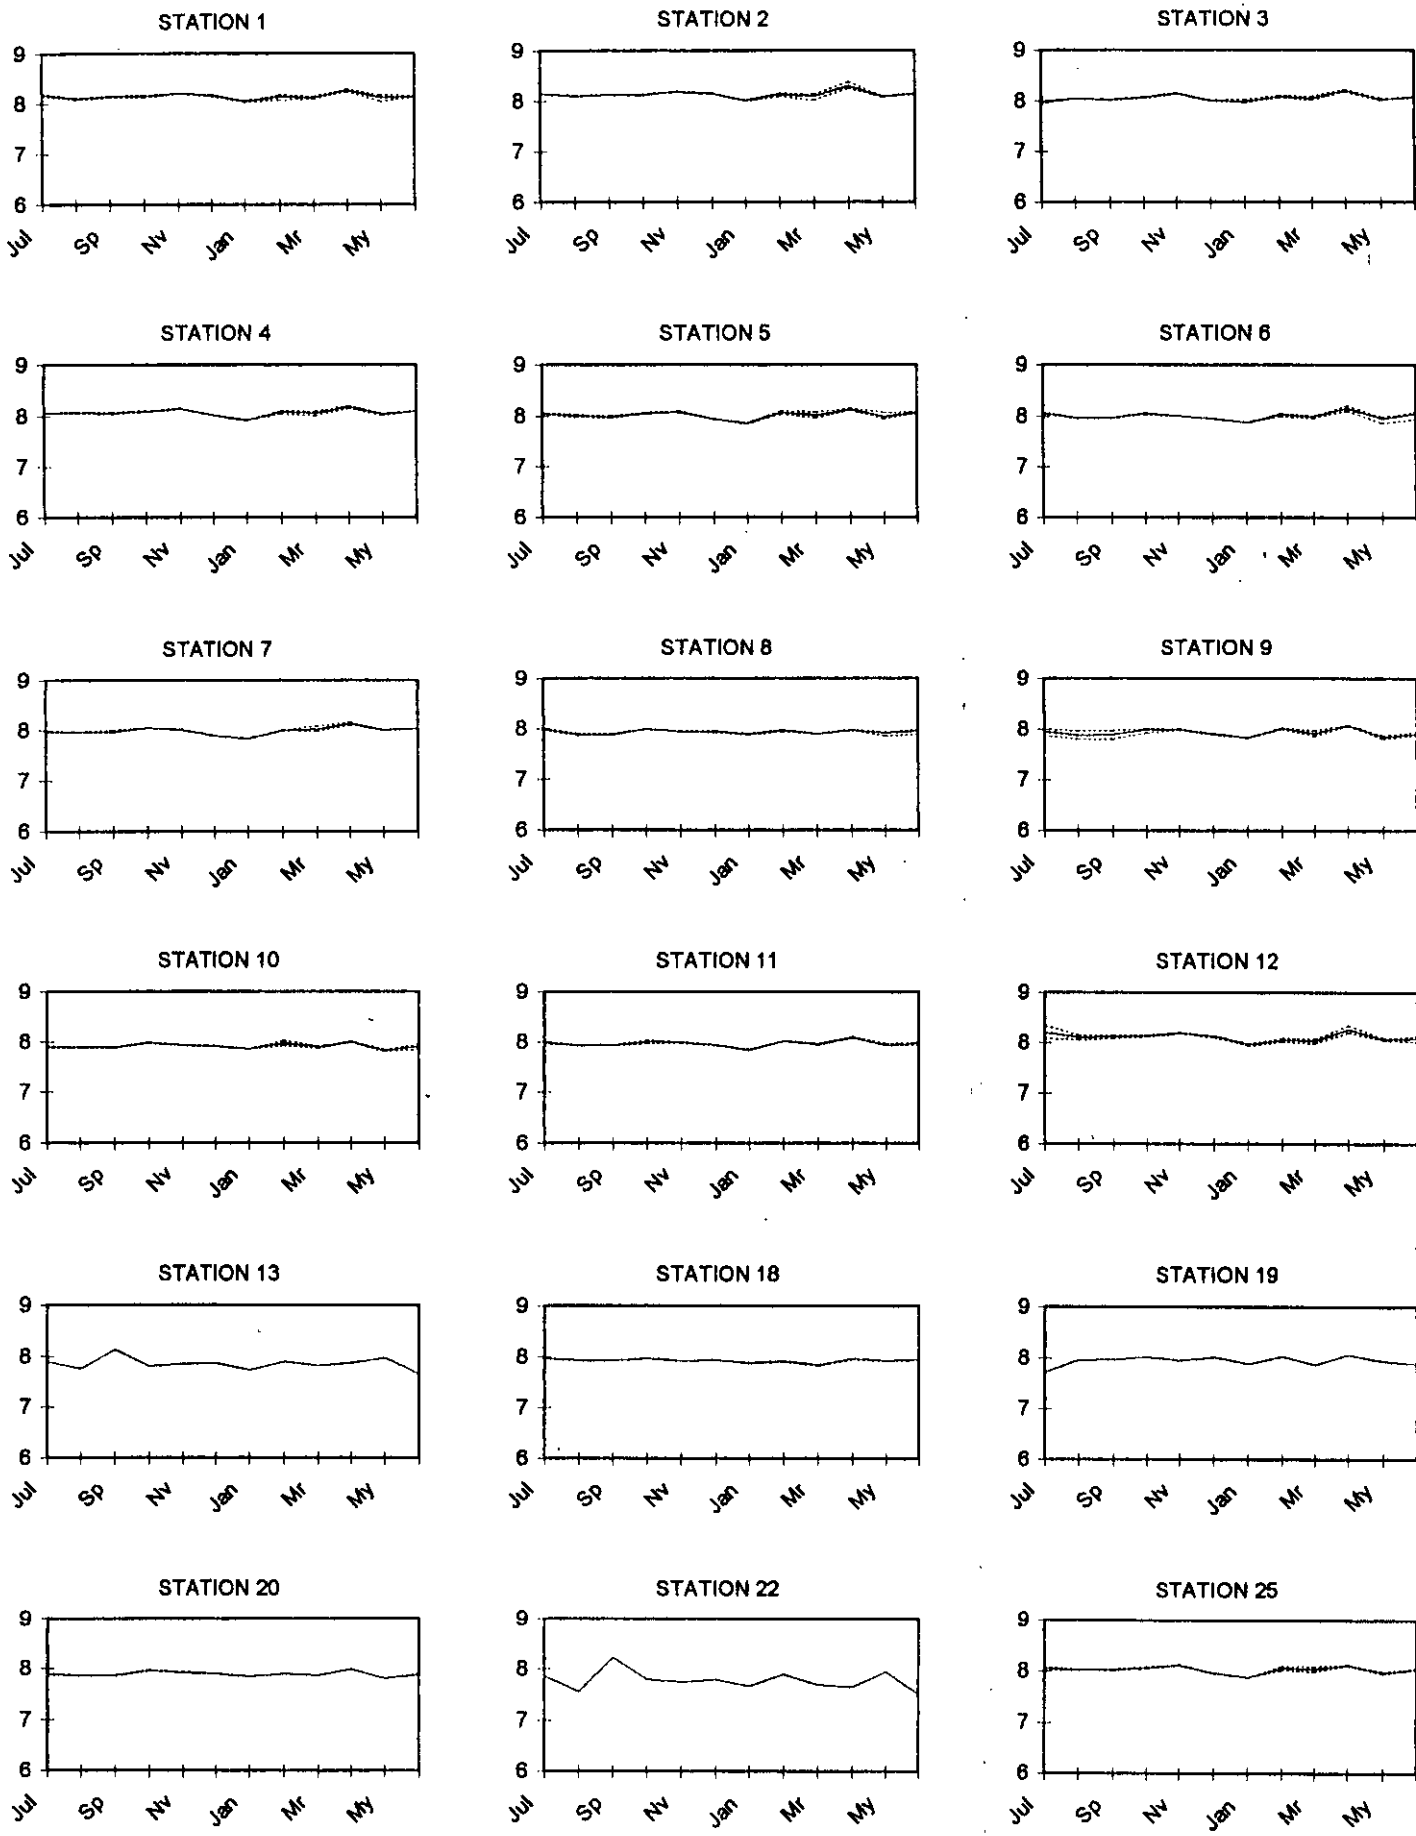 STATION 1 STATION 2 STATION 3
9 9 9
8 8 8
7 7 7
6 6 6
Jul Sp Nv Jan Mr My Jul Sp Nv Jan Mr My Jul Sp Nv Jan Mr My
STATION 4 STATION 5 STATION 6
9 9 9
8 8 8
7 7 7
6 6 6
Jul Sp Nv Jan Mr My Jul Sp Nv Jan Mr My Jul Sp Nv Jan Mr My
STATION 7 STATION 8 STATION 9
9 9 9
8 8 8
7 7 7
6 6 6
Jul Sp Nv Jan Mr My Jul Sp Nv Jan Mr My Jul Sp Nv Jan Mr My
STATION 10 STATION 11 STATION 12
9 9 9
8 8 8
7 7 7
6 6 6
Jul Sp Nv Jan Mr My Jul Sp Nv Jan Mr My Jul Sp Nv Jan Mr My
STATION 13 STATION 18 STATION 19
9 9 9
8 8 8
7 7 7
6 6 6
Jul Sp Nv Jan Mr My Jul Sp Nv Jan Mr My Jul Sp Nv Jan Mr My
STATION 20 STATION 22 STATION 25
9 9 9
8 8 8
7 7 7
6 6 6
Jul Sp Nv Jan Mr My Jul Sp Nv Jan Mr My Jul Sp Nv Jan Mr My